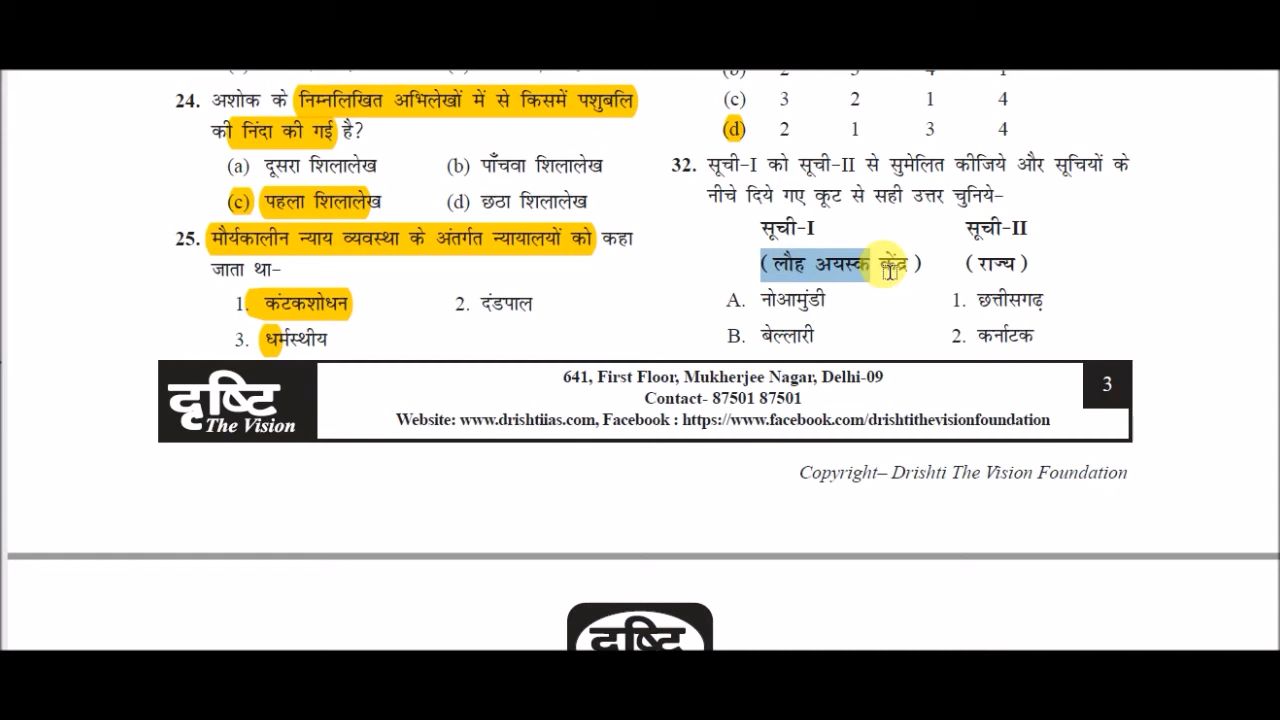 24. अशोक के निम्नलिखित अभिलेखों में से किसमें पशुबलि
की निंदा की गई है?
(a) दूसरा शिलालेख (b) पाँचवा शिलालेख
(c) पहला शिलालेख (d) छठा शिलालेख
25. मौर्यकालीन न्याय व्यवस्था के अंतर्गत न्यायालयों को कहा
जाता था-
1. कंटकशोधन 2. दंडपाल
3. धर्मस्थीय
(c) 3 2 1 4
(d) 2 1 3 4
32. सूची-I को सूची-II से सुमेलित कीजिये और सूचियों के
नीचे दिये गए कूट से सही उत्तर चुनिये-
सूची-I सूची-II
(लौह अयस्क केंद्र) (राज्य)
A. नोआमुंडी 1. छत्तीसगढ़
B. बेल्लारी 2. कर्नाटक
दृष्टि
The Vision
641, First Floor, Mukherjee Nagar, Delhi-09
Contact- 87501 87501
Website: www.drishtiias.com, Facebook : https://www.facebook.com/drishtithevisionfoundation
3
Copyright– Drishti The Vision Foundation
दृष्टि